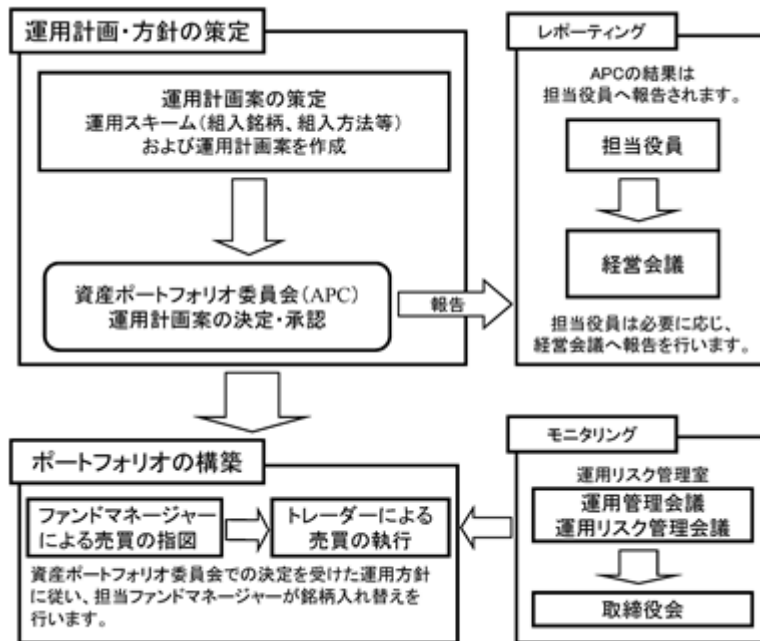 運用計画・方針の策定
運用計画案の策定
運用スキーム（組入銘柄、組入方法等）
および運用計画案を作成
資産ポートフォリオ委員会（APC）
運用計画案の決定・承認
報告
レポーティング
APCの結果は
担当役員へ報告されます。
担当役員
経営会議
担当役員は必要に応じ、
経営会議へ報告を行います。
ポートフォリオの構築
ファンドマネージャー
による売買の指図
トレーダーによる
売買の執行
資産ポートフォリオ委員会での決定を受けた運用方針
に従い、担当ファンドマネージャーが銘柄入れ替えを
行います。
モニタリング
運用リスク管理室
運用管理会議
運用リスク管理会議
取締役会